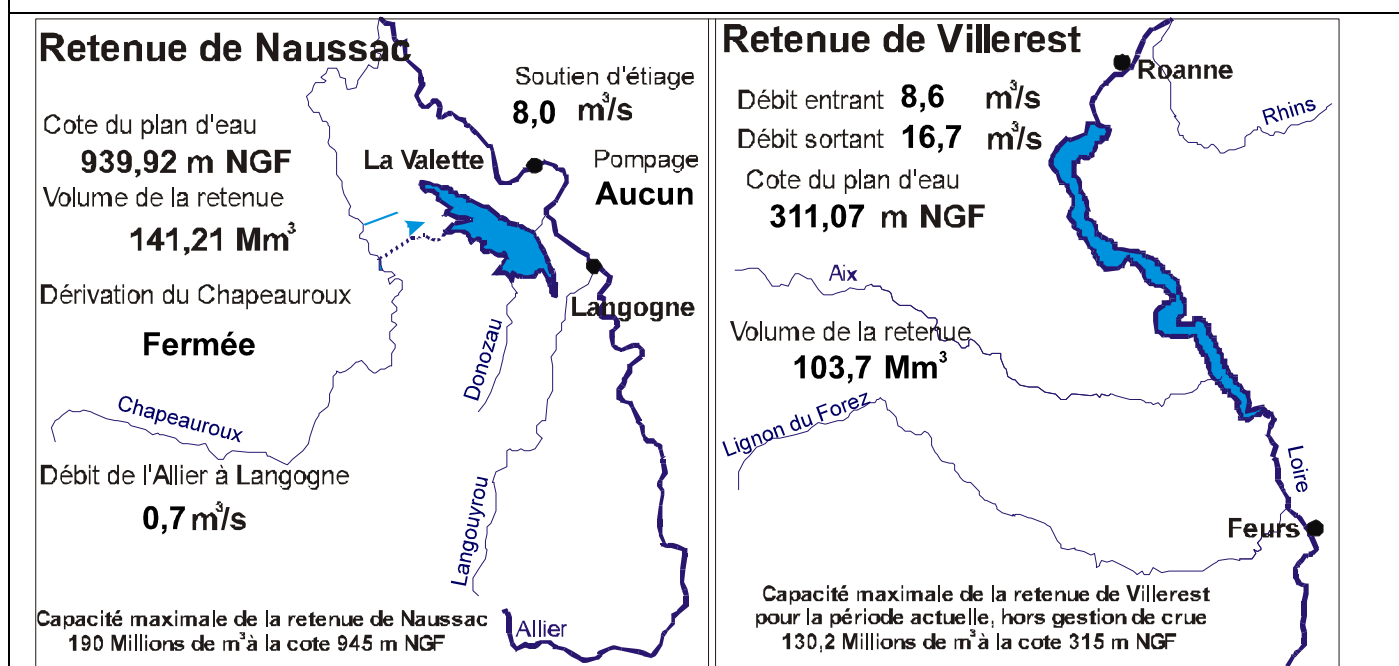 Retenue de Naussac
Soutien d'étiage
8,0 m³/s
Cote du plan d'eau
939,92 m NGF
La Valette
Pompage
Aucun
Volume de la retenue
141,21 Mm³
Dérivation du Chapeauroux
Fermée
Langogne
Donozau
Chapeauroux
Débit de l'Allier à Langogne
0,7 m³/s
Langouyrou
Capacité maximale de la retenue de Naussac
190 Millions de m³ à la cote 945 m NGF
Allier
Retenue de Villerest
Roanne
Débit entrant 8,6 m³/s
Rhins
Débit sortant 16,7 m³/s
Cote du plan d'eau
311,07 m NGF
Aix
Volume de la retenue
103,7 Mm³
Lignon du Forez
Loire
Feurs
Capacité maximale de la retenue de Villerest
pour la période actuelle, hors gestion de crue
130,2 Millions de m³ à la cote 315 m NGF